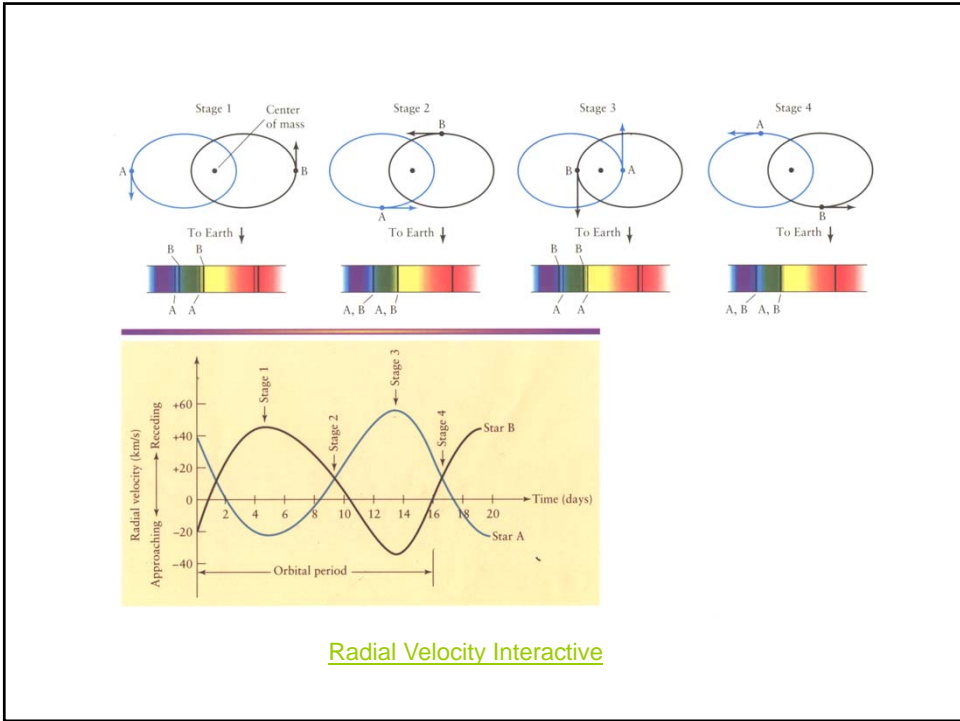 Stage 1
Center
of mass
A
B
To Earth
B B
A A
Stage 2
B
A
To Earth
A, B A, B
Stage 3
B
A
To Earth
B B
A A
Stage 4
A
B
To Earth
A, B A, B
Radial velocity (km/s)
Approaching
Receding
+60
+40
+20
0
−20
−40
Stage 1
Stage 2
Stage 3
Stage 4
Star B
2 4 6 8 10 12 14 16 18 20
Time (days)
Star A
Orbital period
Radial Velocity Interactive